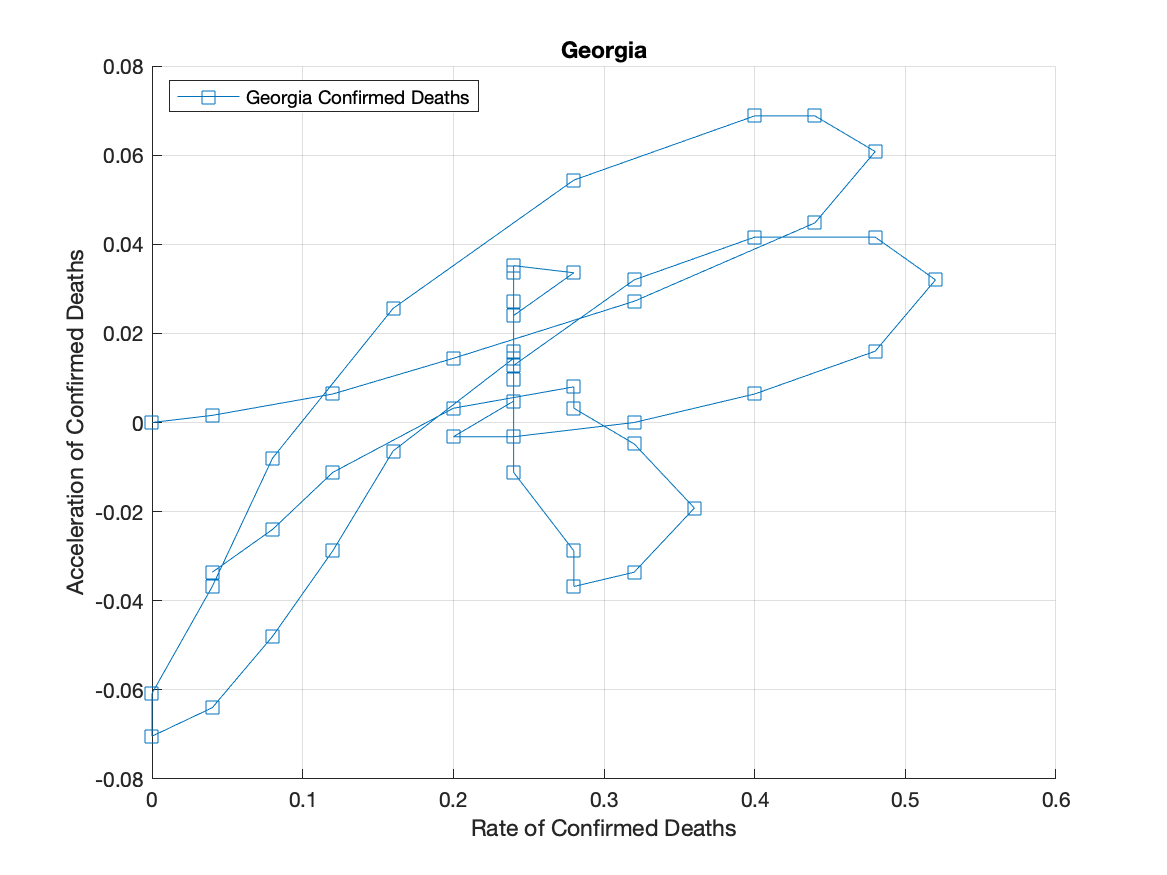 Georgia
Georgia Confirmed Deaths
Acceleration of Confirmed Deaths
0.08
0.06
0.04
0.02
0
-0.02
-0.04
-0.06
-0.08
0 0.1 0.2 0.3 0.4 0.5 0.6
Rate of Confirmed Deaths